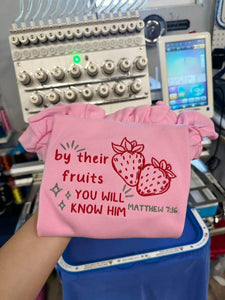 by their
fruits
YOU WILL
KNOW HIM
MATTHEW 7:16